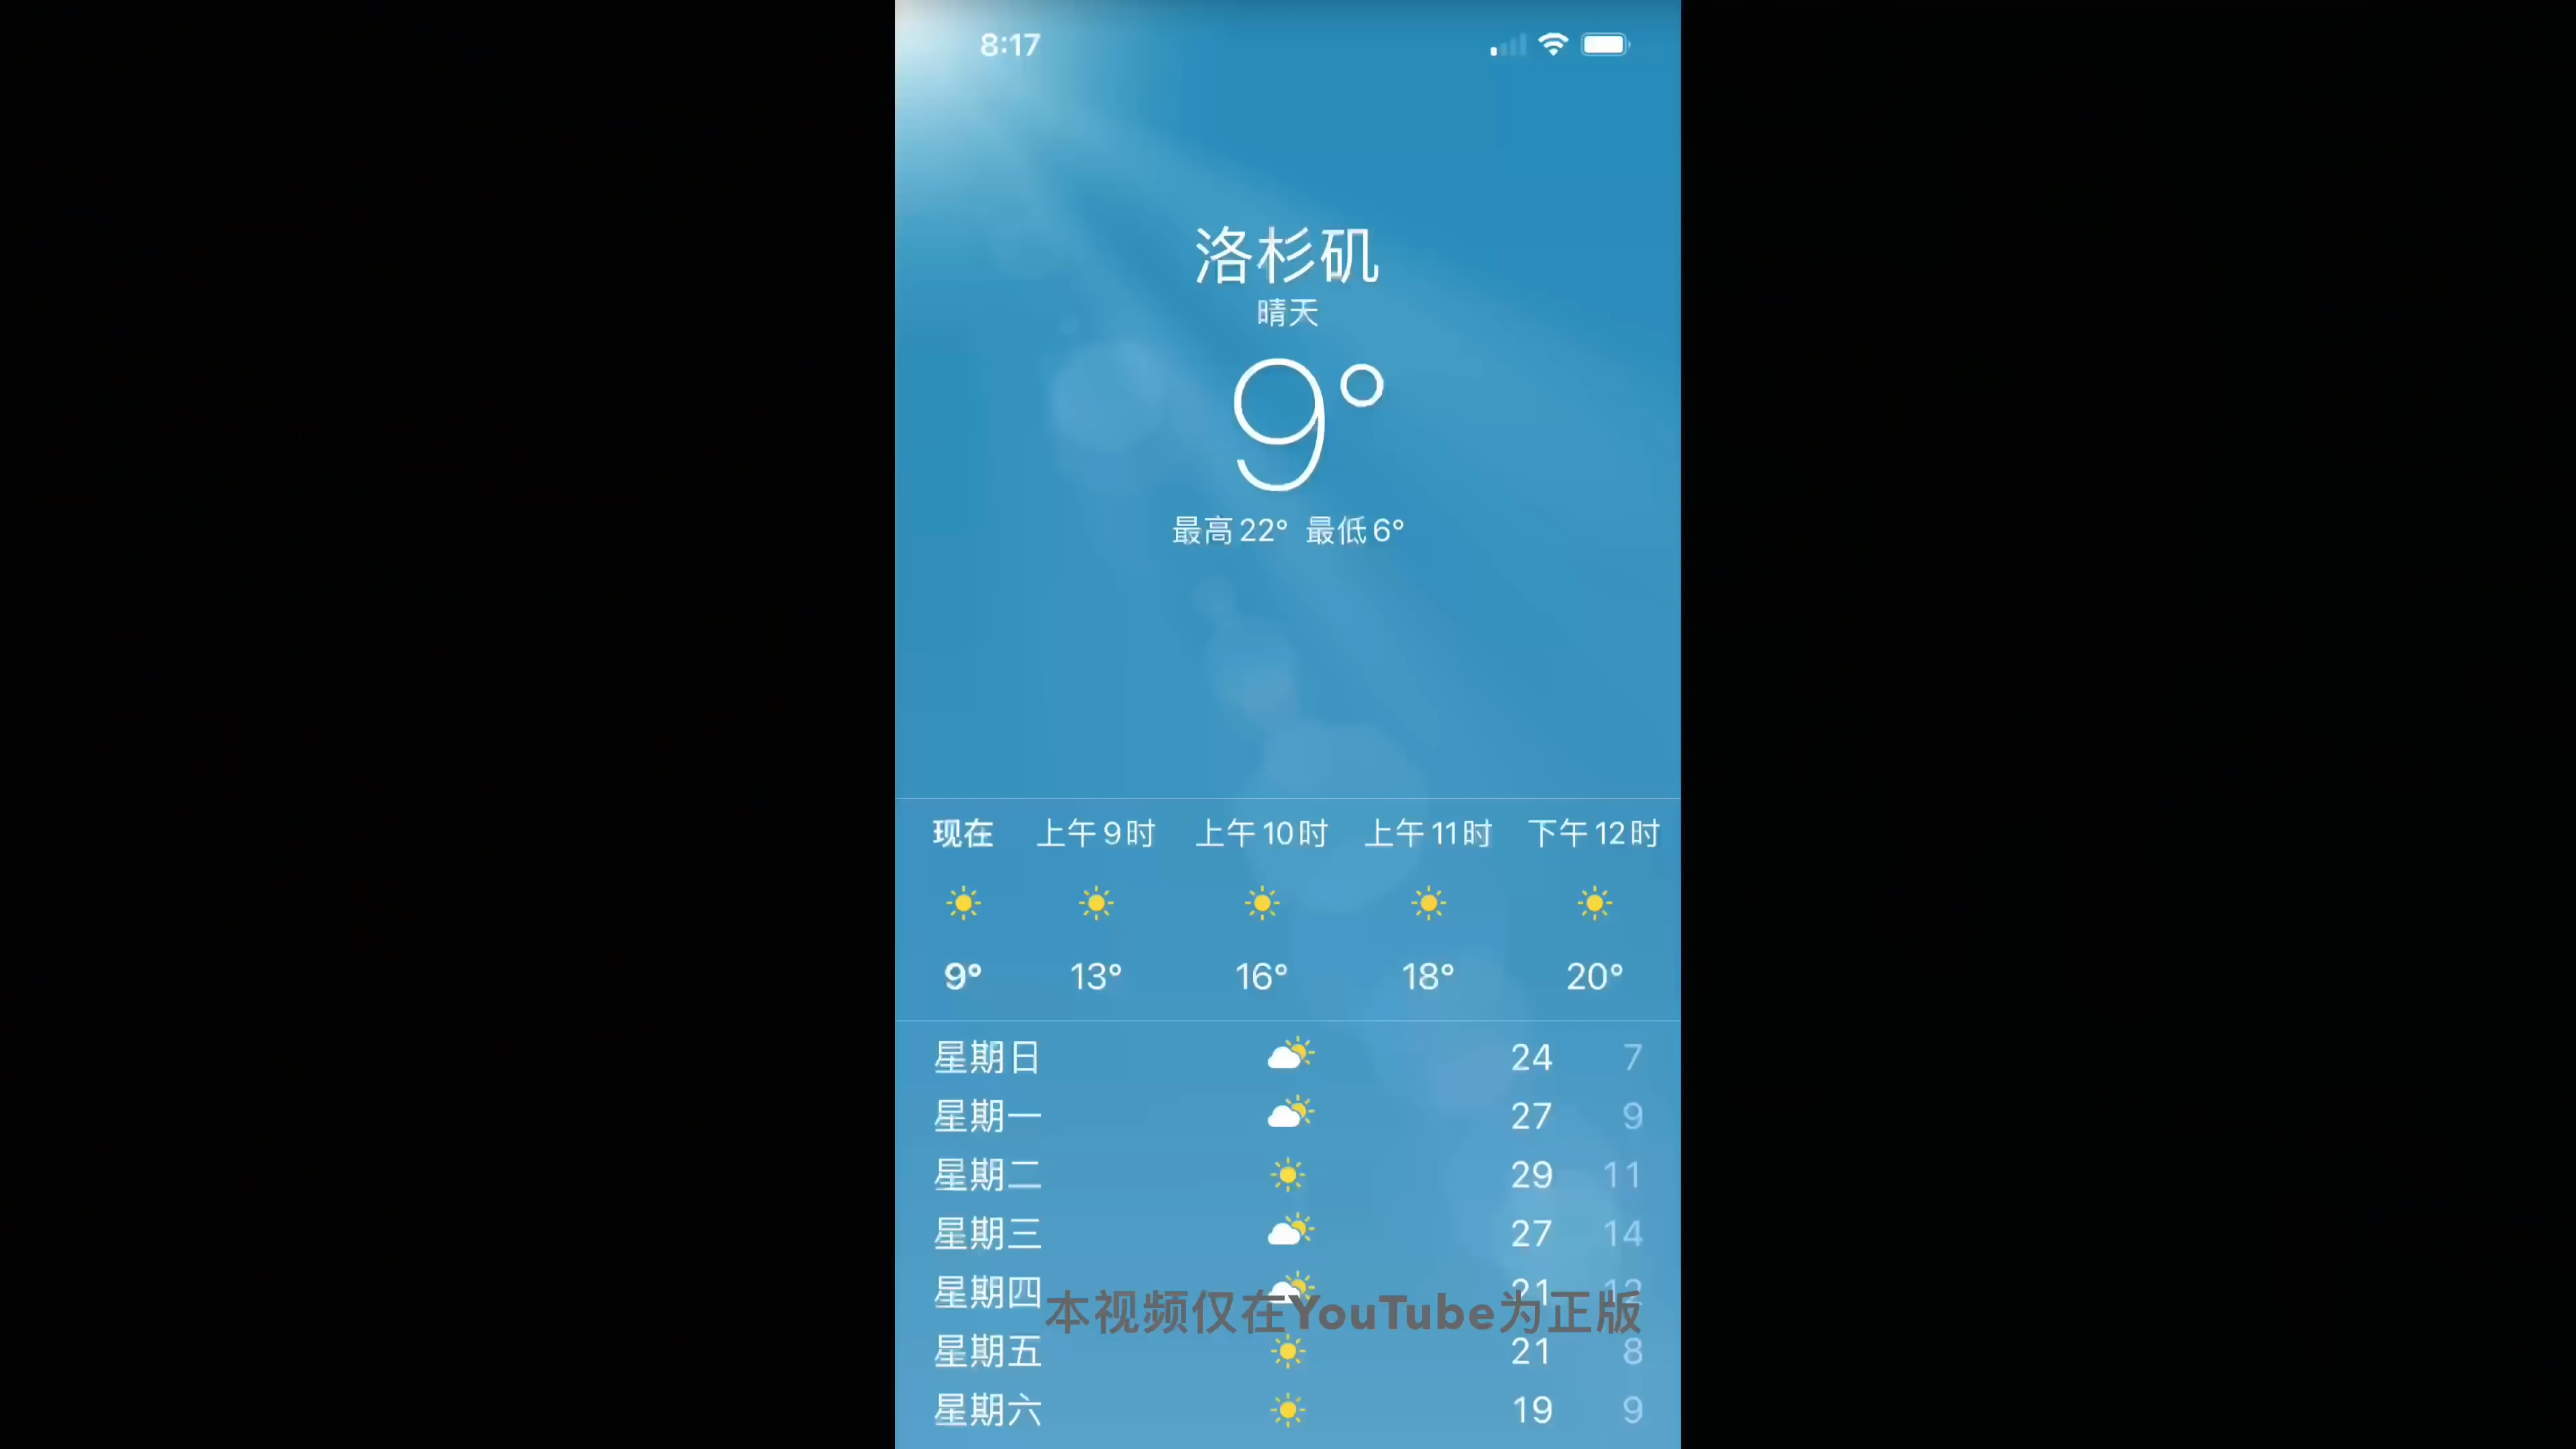 8:17
洛杉矶
晴天
9°
最高22° 最低6°
现在 上午9时 上午10时 上午11时 下午12时
9° 13° 16° 18° 20°
星期日 24 7
星期一 27 9
星期二 29 11
星期三 27 14
星期四 21 12
本视频仅在YouTube为正版
星期五 21 8
星期六 19 9